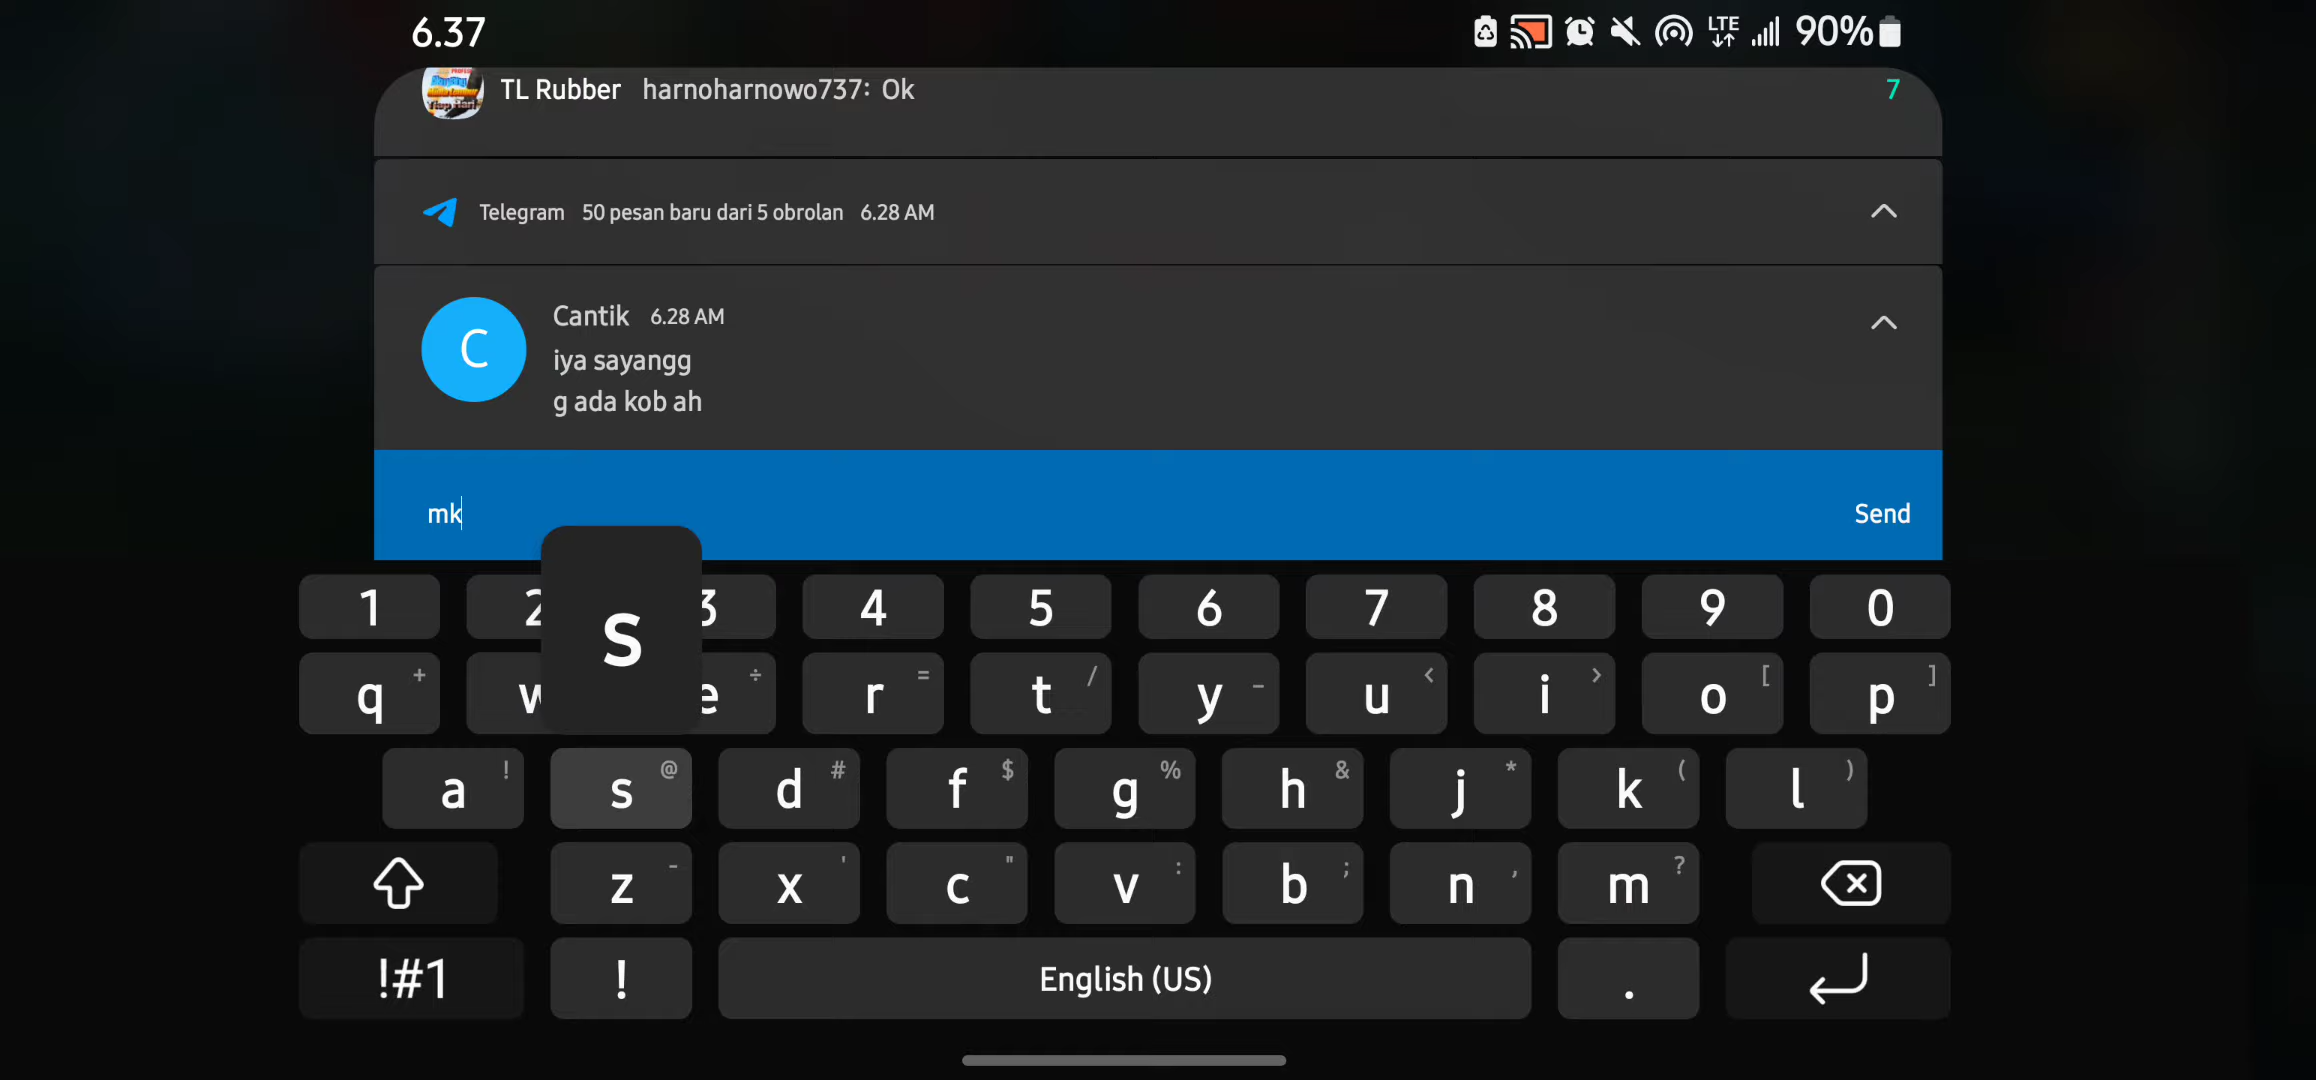 6.37
LTE 90%
TL Rubber harnoharnowo737: Ok 7
Telegram 50 pesan baru dari 5 obrolan 6.28 AM
C
Cantik 6.28 AM
iya sayangg
g ada kob ah
mk Send
s
1 2 3 4 5 6 7 8 9 0
q + w e ÷ r = t / y - u < i > o [ p ]
a ! s @ d # f $ g % h & j * k ( l )
z - x ' c " v : b ; n , m ?
!#1 ! English (US) .